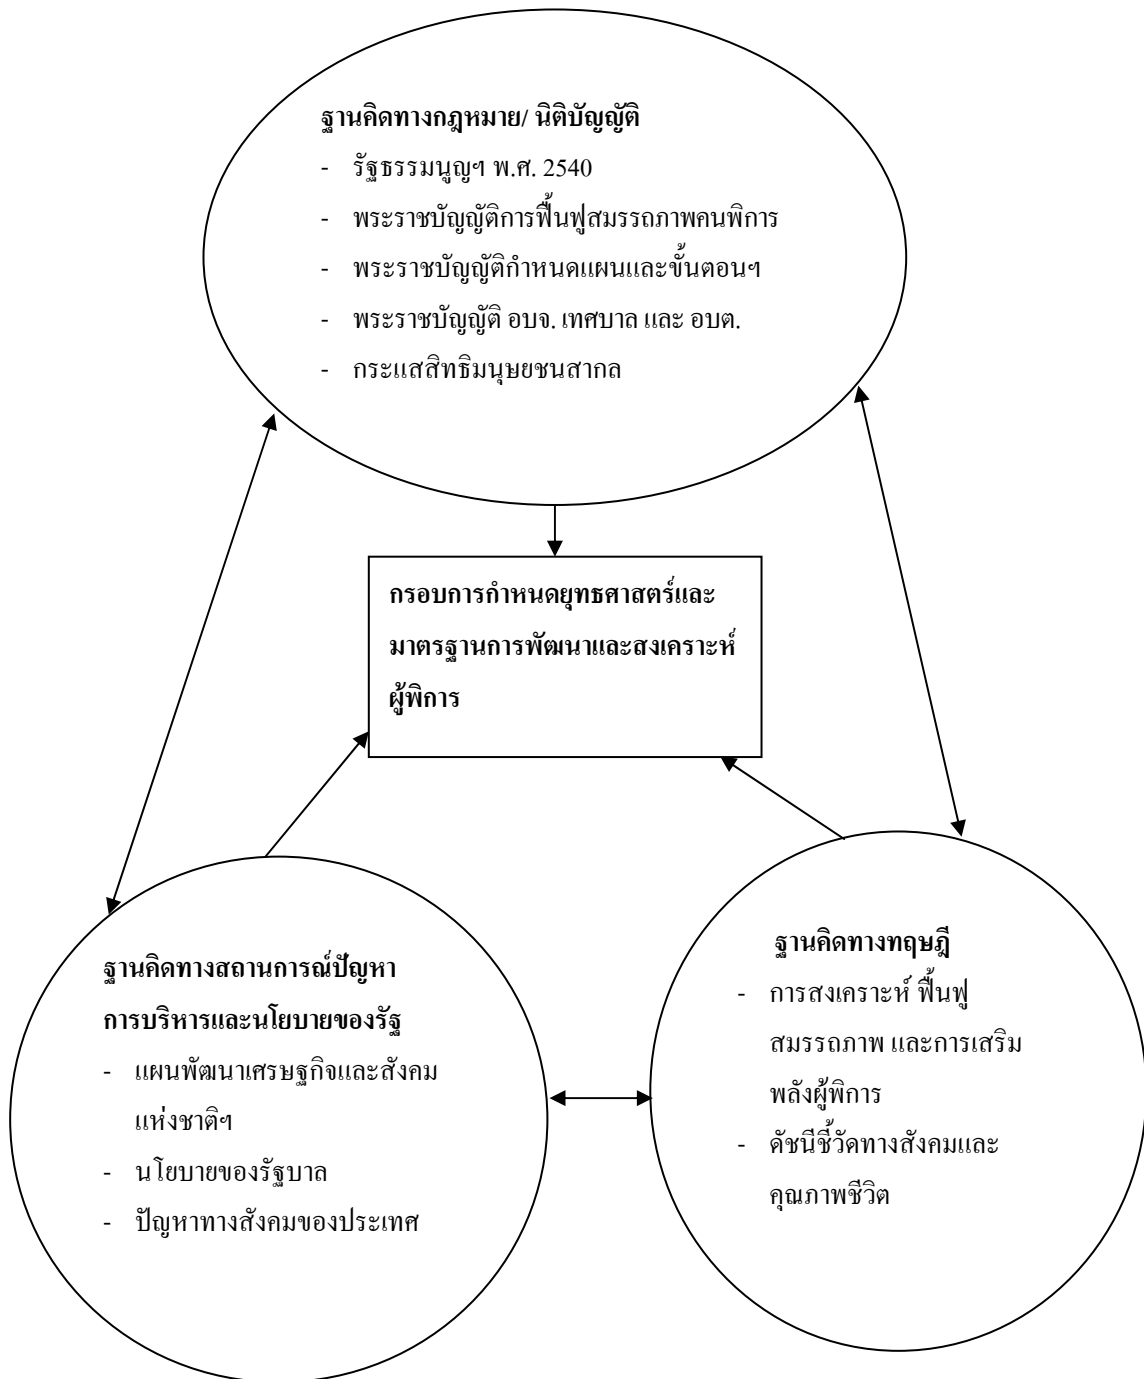 ฐานคิดทางกฎหมาย/ นิติบัญญัติ
- รัฐธรรมนูญฯ พ.ศ. 2540
- พระราชบัญญัติการฟื้นฟูสมรรถภาพคนพิการ
- พระราชบัญญัติกำหนดแผนและขั้นตอนฯ
- พระราชบัญญัติ อบจ. เทศบาล และ อบต.
- กระแสสิทธิมนุษยชนสากล
กรอบการกำหนดยุทธศาสตร์และ
มาตรฐานการพัฒนาและสงเคราะห์
ผู้พิการ
ฐานคิดทางสถานการณ์ปัญหา
การบริหารและนโยบายของรัฐ
- แผนพัฒนาเศรษฐกิจและสังคม
แห่งชาติฯ
- นโยบายของรัฐบาล
- ปัญหาทางสังคมของประเทศ
ฐานคิดทางทฤษฎี
- การสงเคราะห์ ฟื้นฟู
สมรรถภาพ และการเสริม
พลังผู้พิการ
- ดัชนีชี้วัดทางสังคมและ
คุณภาพชีวิต